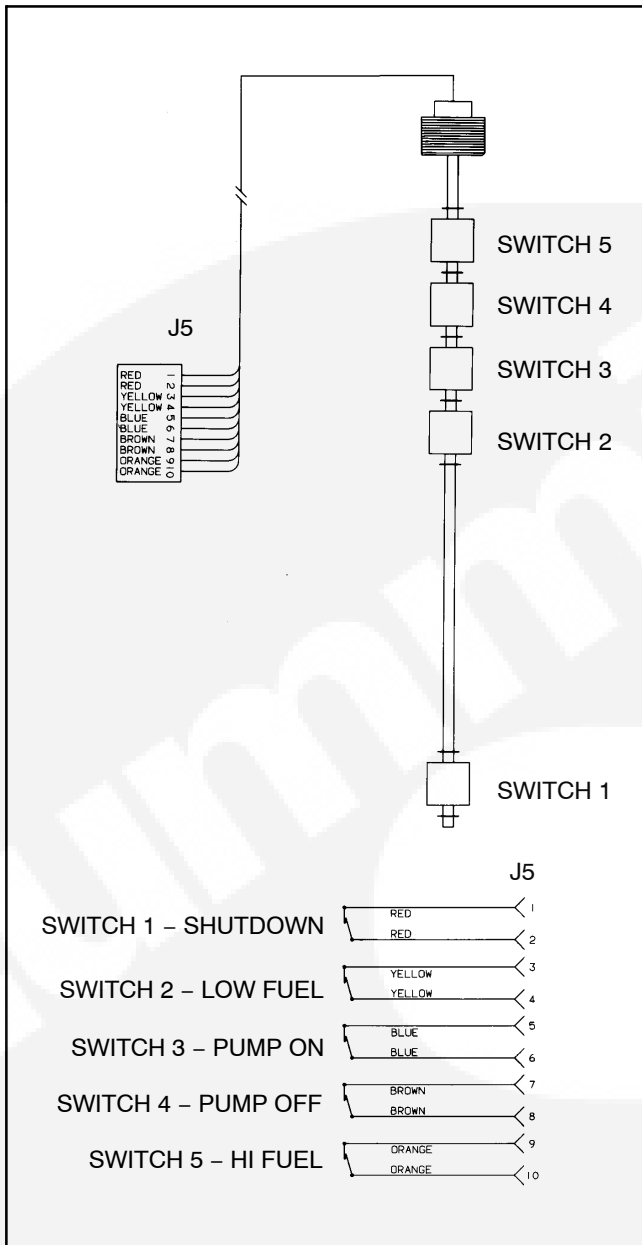 SWITCH 5
SWITCH 4
J5
SWITCH 3
RED 1
RED 2
YELLOW 3
YELLOW 4
BLUE 5
BLUE 6
BROWN 7
BROWN 8
ORANGE 9
ORANGE 10
SWITCH 2
SWITCH 1
J5
SWITCH 1 – SHUTDOWN
RED 1
RED 2
SWITCH 2 – LOW FUEL
YELLOW 3
YELLOW 4
SWITCH 3 – PUMP ON
BLUE 5
BLUE 6
SWITCH 4 – PUMP OFF
BROWN 7
BROWN 8
SWITCH 5 – HI FUEL
ORANGE 9
ORANGE 10